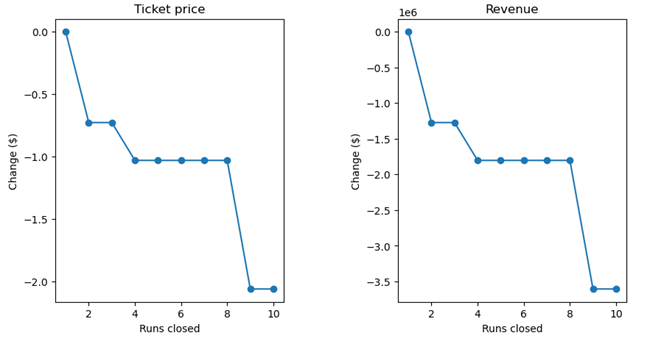 Ticket price
Change ($)
0.0
−0.5
−1.0
−1.5
−2.0
2 4 6 8 10
Runs closed
1e6
Revenue
Change ($)
0.0
−0.5
−1.0
−1.5
−2.0
−2.5
−3.0
−3.5
2 4 6 8 10
Runs closed